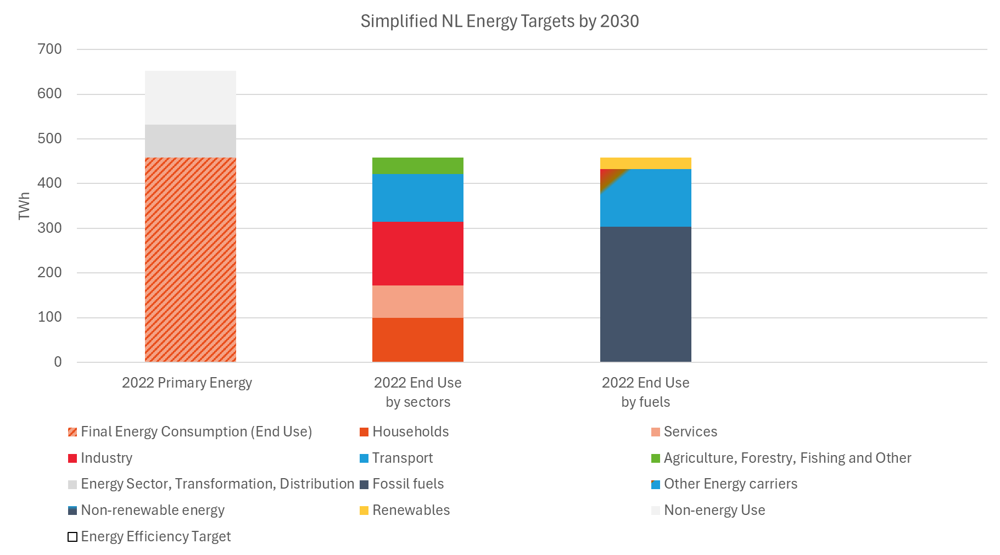 Simplified NL Energy Targets by 2030
700
600
500
400
300
200
100
0
TWh
2022 Primary Energy
2022 End Use
by sectors
2022 End Use
by fuels
Final Energy Consumption (End Use)
Households
Services
Industry
Transport
Agriculture, Forestry, Fishing and Other
Energy Sector, Transformation, Distribution
Fossil fuels
Other Energy carriers
Non-renewable energy
Renewables
Non-energy Use
Energy Efficiency Target